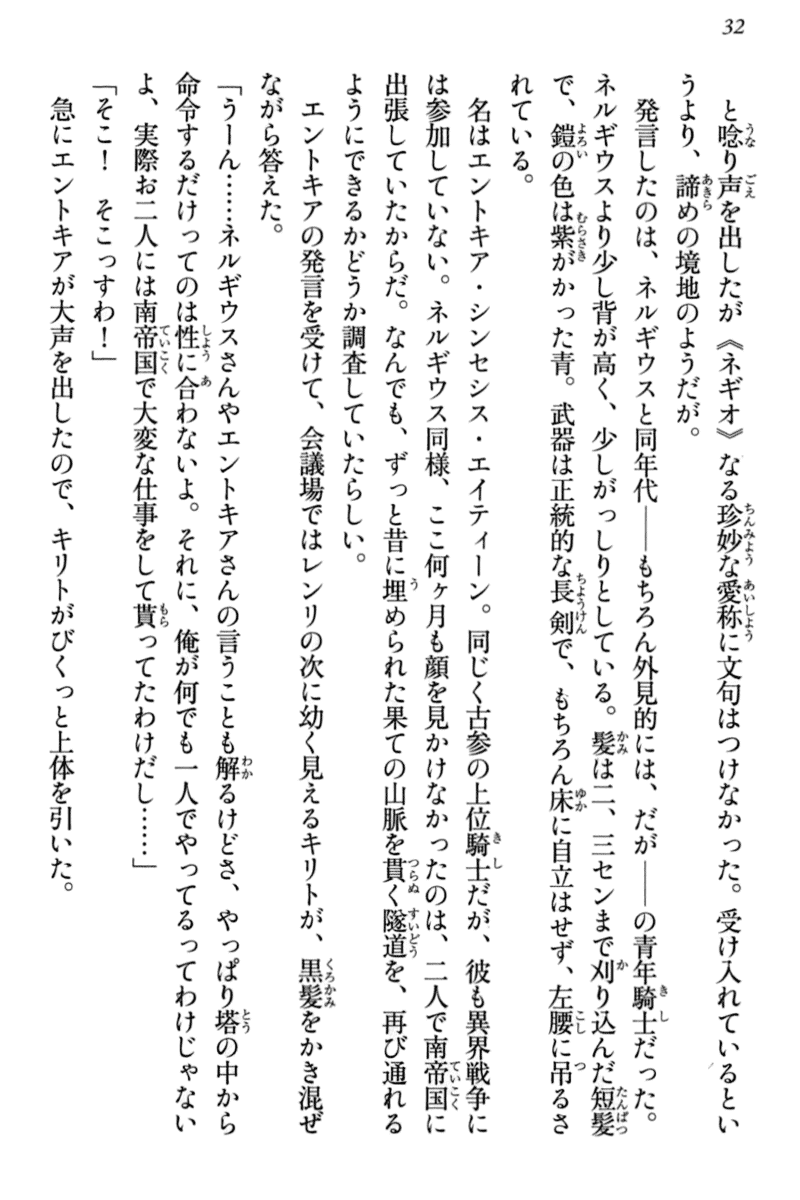 32
と唸り声を出したが《ネギオ》なる珍妙な愛称に文句はつけなかった。受け入れているとい
うより、諦めの境地のようだが。
発言したのは、ネルギウスと同年代――もちろん外見的には、だが――の青年騎士だった。
ネルギウスより少し背が高く、少しがっしりとしている。髪は二、三センまで刈り込んだ短髪
で、鎧の色は紫がかった青。武器は正統的な長剣で、もちろん床に自立はせず、左腰に吊るさ
れている。
名はエントキア・シンセシス・エイティーン。同じく古参の上位騎士だが、彼も異界戦争に
は参加していない。ネルギウス同様、ここ何ヶ月も顔を見かけなかったのは、二人で南帝国に
出張していたからだ。なんでも、ずっと昔に埋められた果ての山脈を貫く隧道を、再び通れる
ようにできるかどうか調査していたらしい。
エントキアの発言を受けて、会議場ではレンリの次に幼く見えるキリトが、黒髪をかき混ぜ
ながら答えた。
「うーん……ネルギウスさんやエントキアさんの言うことも解るけどさ、やっぱり塔の中から
命令するだけってのは性に合わないよ。それに、俺が何でも一人でやってるってわけじゃない
よ、実際お二人には南帝国で大変な仕事をして貰ってたわけだし……」
「そこ！　そこっすわ！」
急にエントキアが大声を出したので、キリトがびくっと上体を引いた。